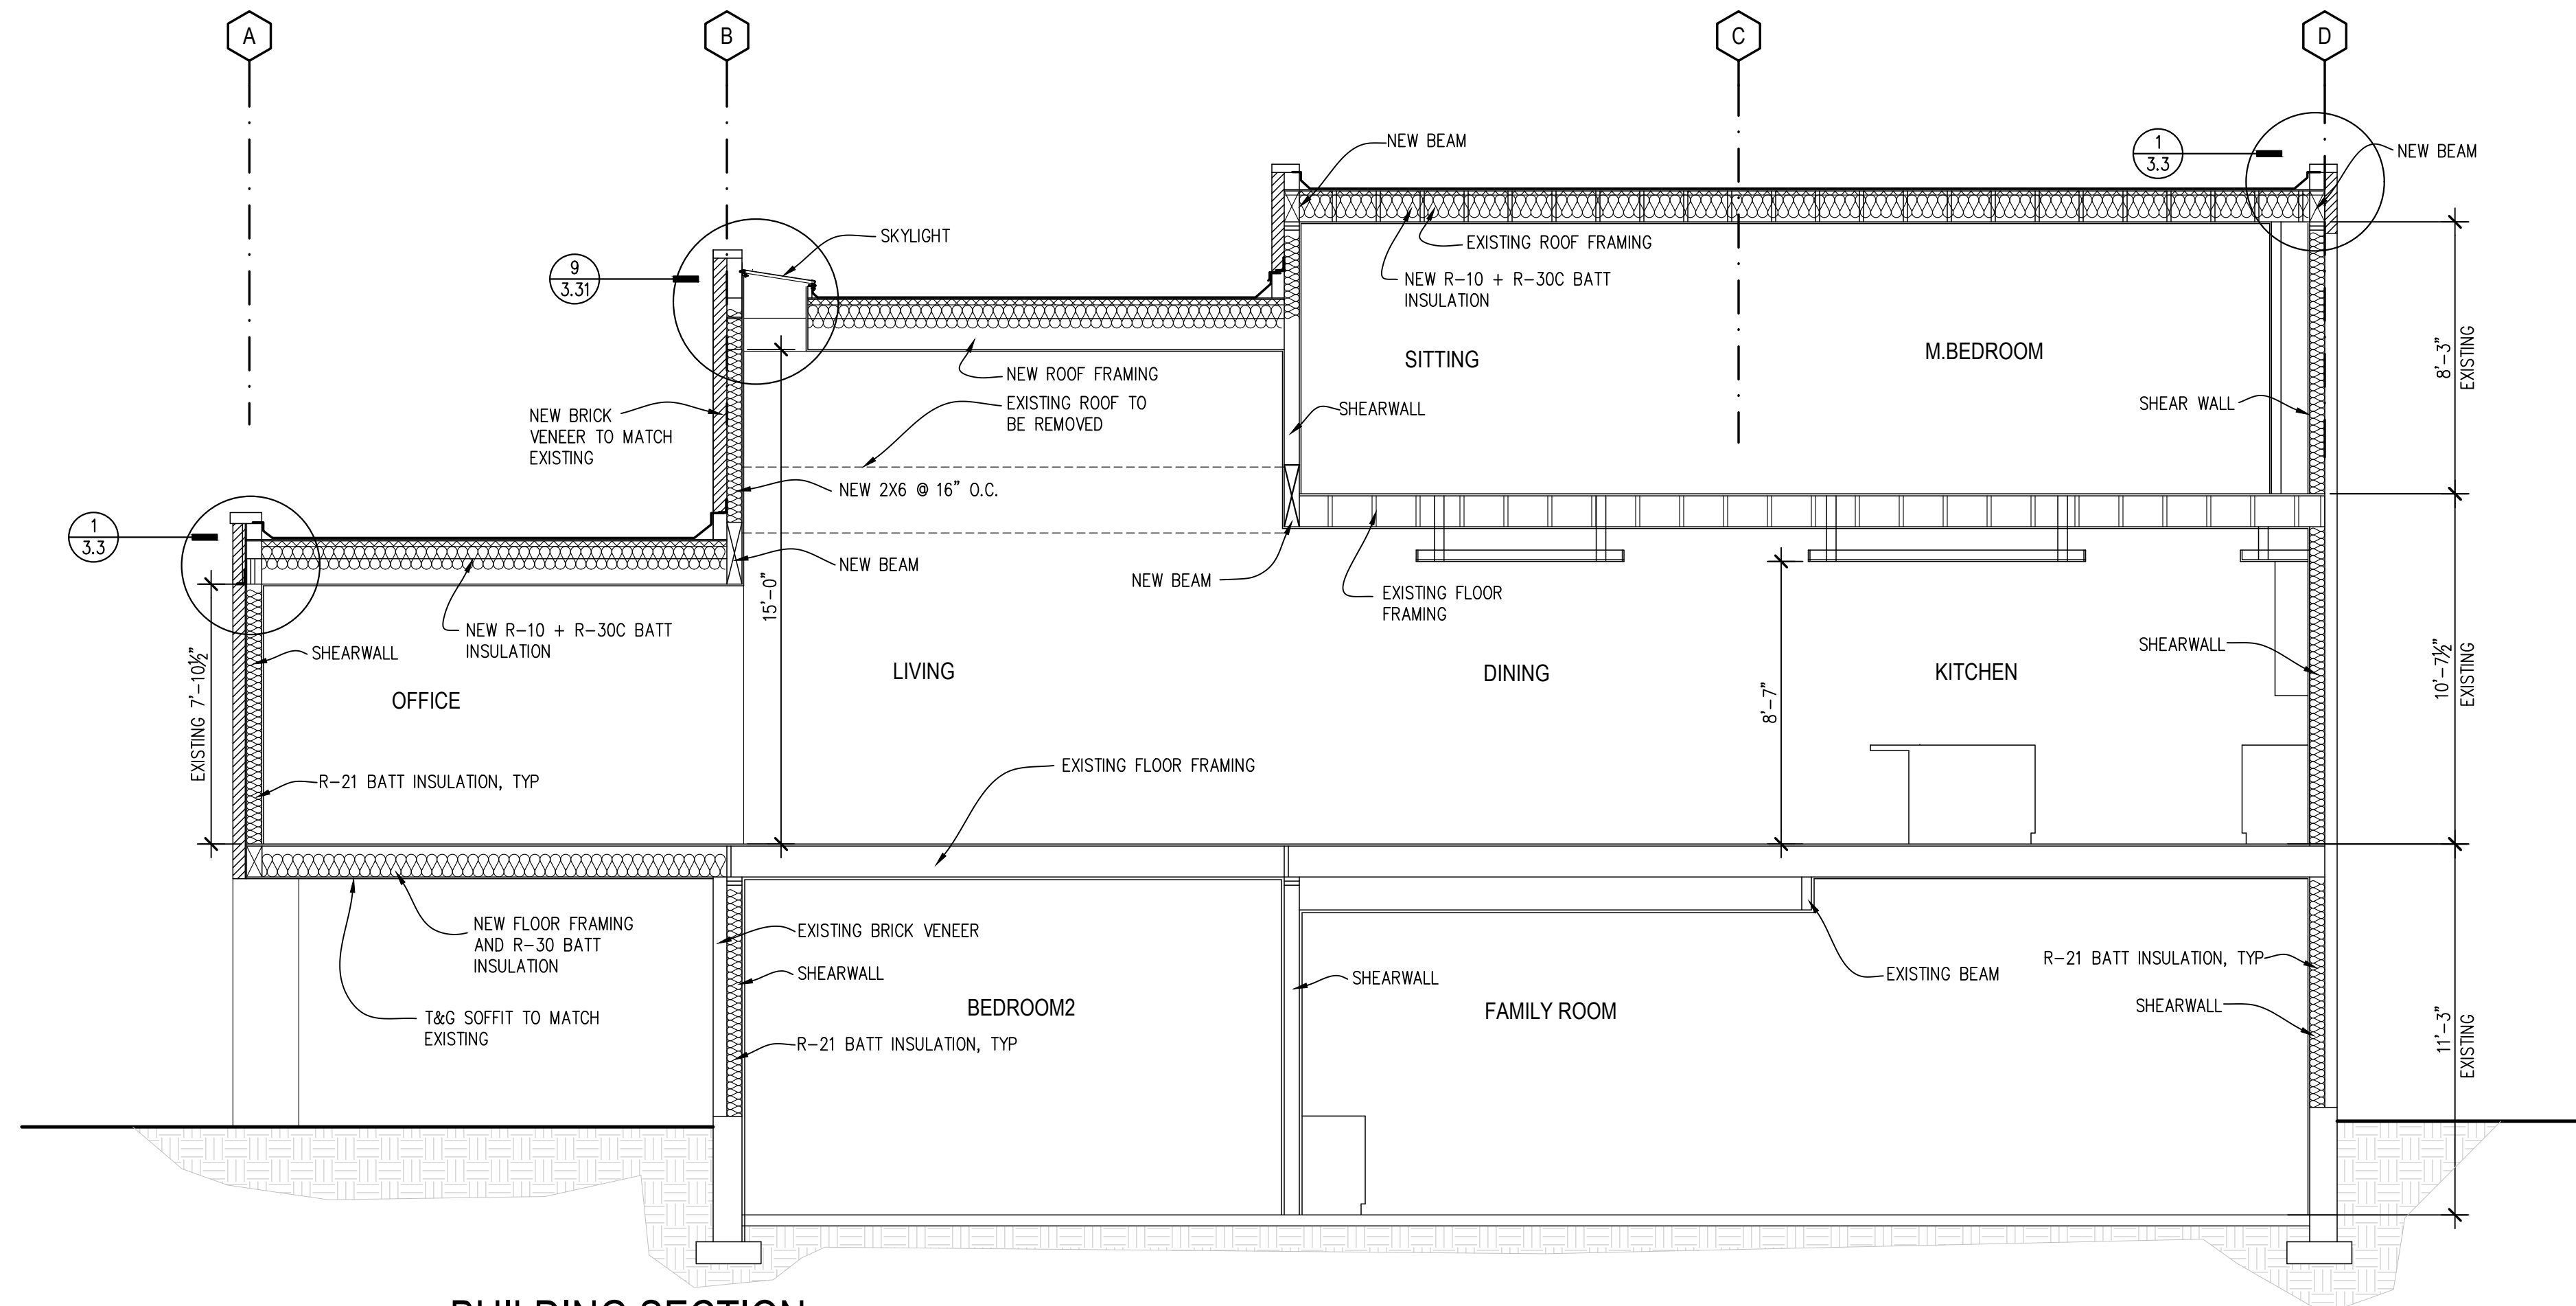 A
B
C
D
NEW BEAM
1
3.3
NEW BEAM
SKYLIGHT
9
3.31
EXISTING ROOF FRAMING
NEW R-10 + R-30C BATT
INSULATION
SITTING
M.BEDROOM
8'-3"
EXISTING
NEW ROOF FRAMING
EXISTING ROOF TO
BE REMOVED
SHEARWALL
SHEAR WALL
NEW BRICK
VENEER TO MATCH
EXISTING
NEW 2X6 @ 16" O.C.
1
3.3
NEW BEAM
NEW BEAM
15'-0"
EXISTING FLOOR
FRAMING
NEW R-10 + R-30C BATT
INSULATION
SHEARWALL
EXISTING 7'-10½"
OFFICE
LIVING
DINING
8'-7"
KITCHEN
SHEARWALL
10'-7½"
EXISTING
R-21 BATT INSULATION, TYP
EXISTING FLOOR FRAMING
NEW FLOOR FRAMING
AND R-30 BATT
INSULATION
EXISTING BRICK VENEER
SHEARWALL
SHEARWALL
EXISTING BEAM
R-21 BATT INSULATION, TYP
SHEARWALL
BEDROOM2
FAMILY ROOM
T&G SOFFIT TO MATCH
EXISTING
R-21 BATT INSULATION, TYP
11'-3"
EXISTING
BUILDING SECTION